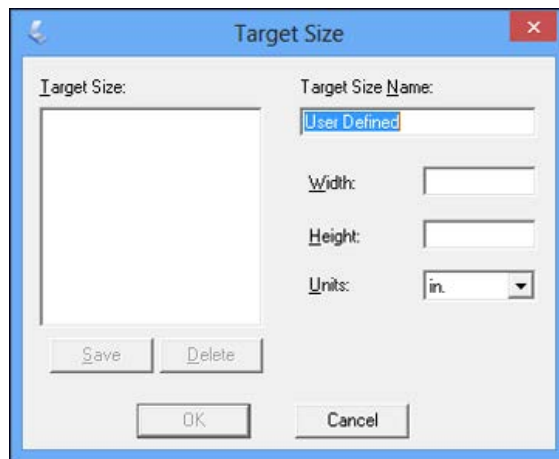 Target Size
Target Size:
Target Size Name:
User Defined
Width:
Height:
Units:
in.
Save
Delete
OK
Cancel